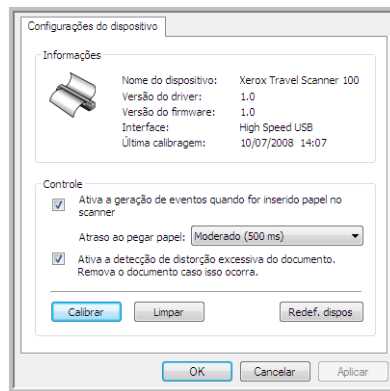 Configurações do dispositivo
Informações
Nome do dispositivo: Xerox Travel Scanner 100
Versão do driver: 1.0
Versão do firmware: 1.0
Interface: High Speed USB
Última calibragem: 10/07/2008 14:07
Controle
Ativa a geração de eventos quando for inserido papel no
scanner
Atraso ao pegar papel: Moderado (500 ms)
Ativa a detecção de distorção excessiva do documento.
Remova o documento caso isso ocorra.
Calibrar Limpar Redef. dispos
OK Cancelar Aplicar